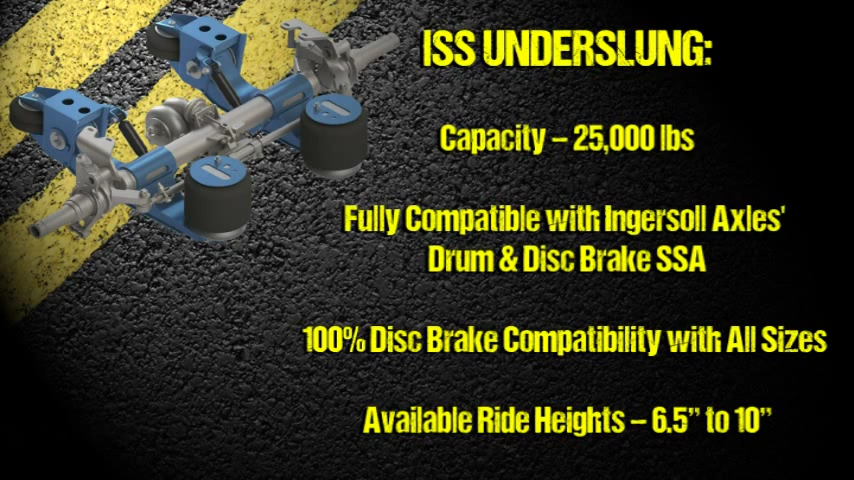 ISS UNDERSLUNG:
Capacity – 25,000 lbs
Fully Compatible with Ingersoll Axles'
Drum & Disc Brake SSA
100% Disc Brake Compatibility with All Sizes
Available Ride Heights – 6.5” to 10”